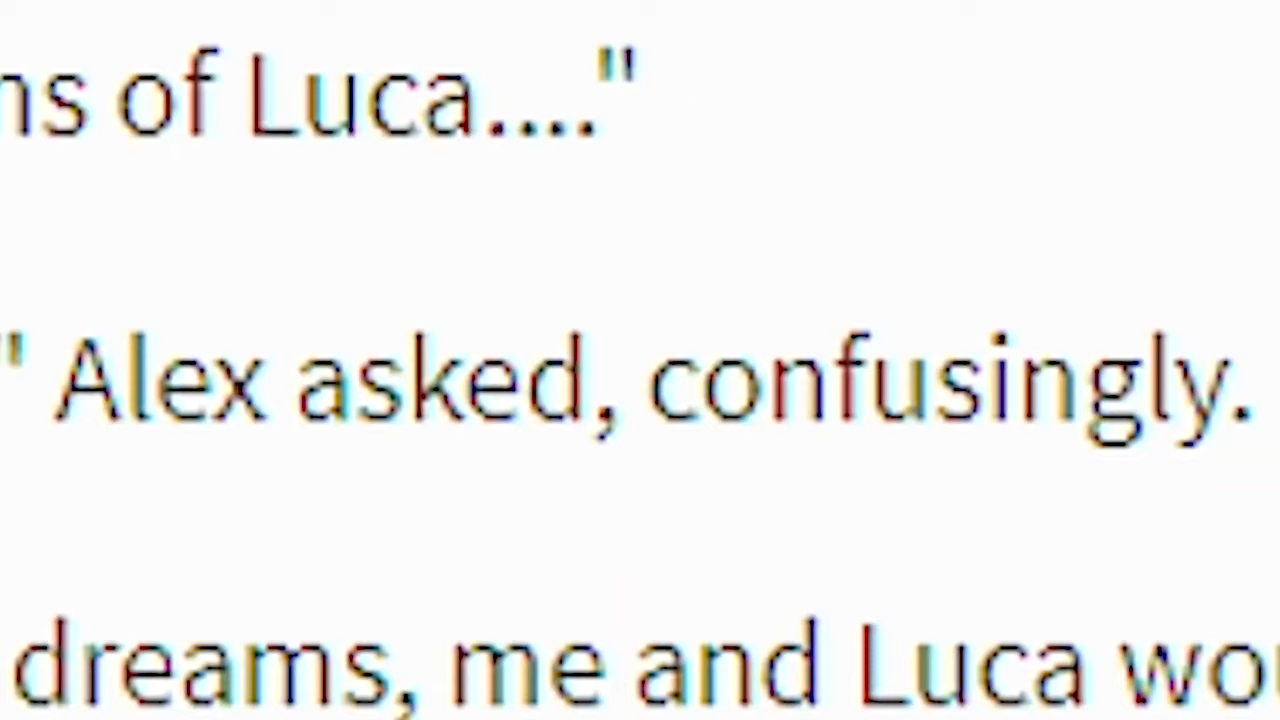 ns of Luca...."
" Alex asked, confusingly.
dreams, me and Luca wo